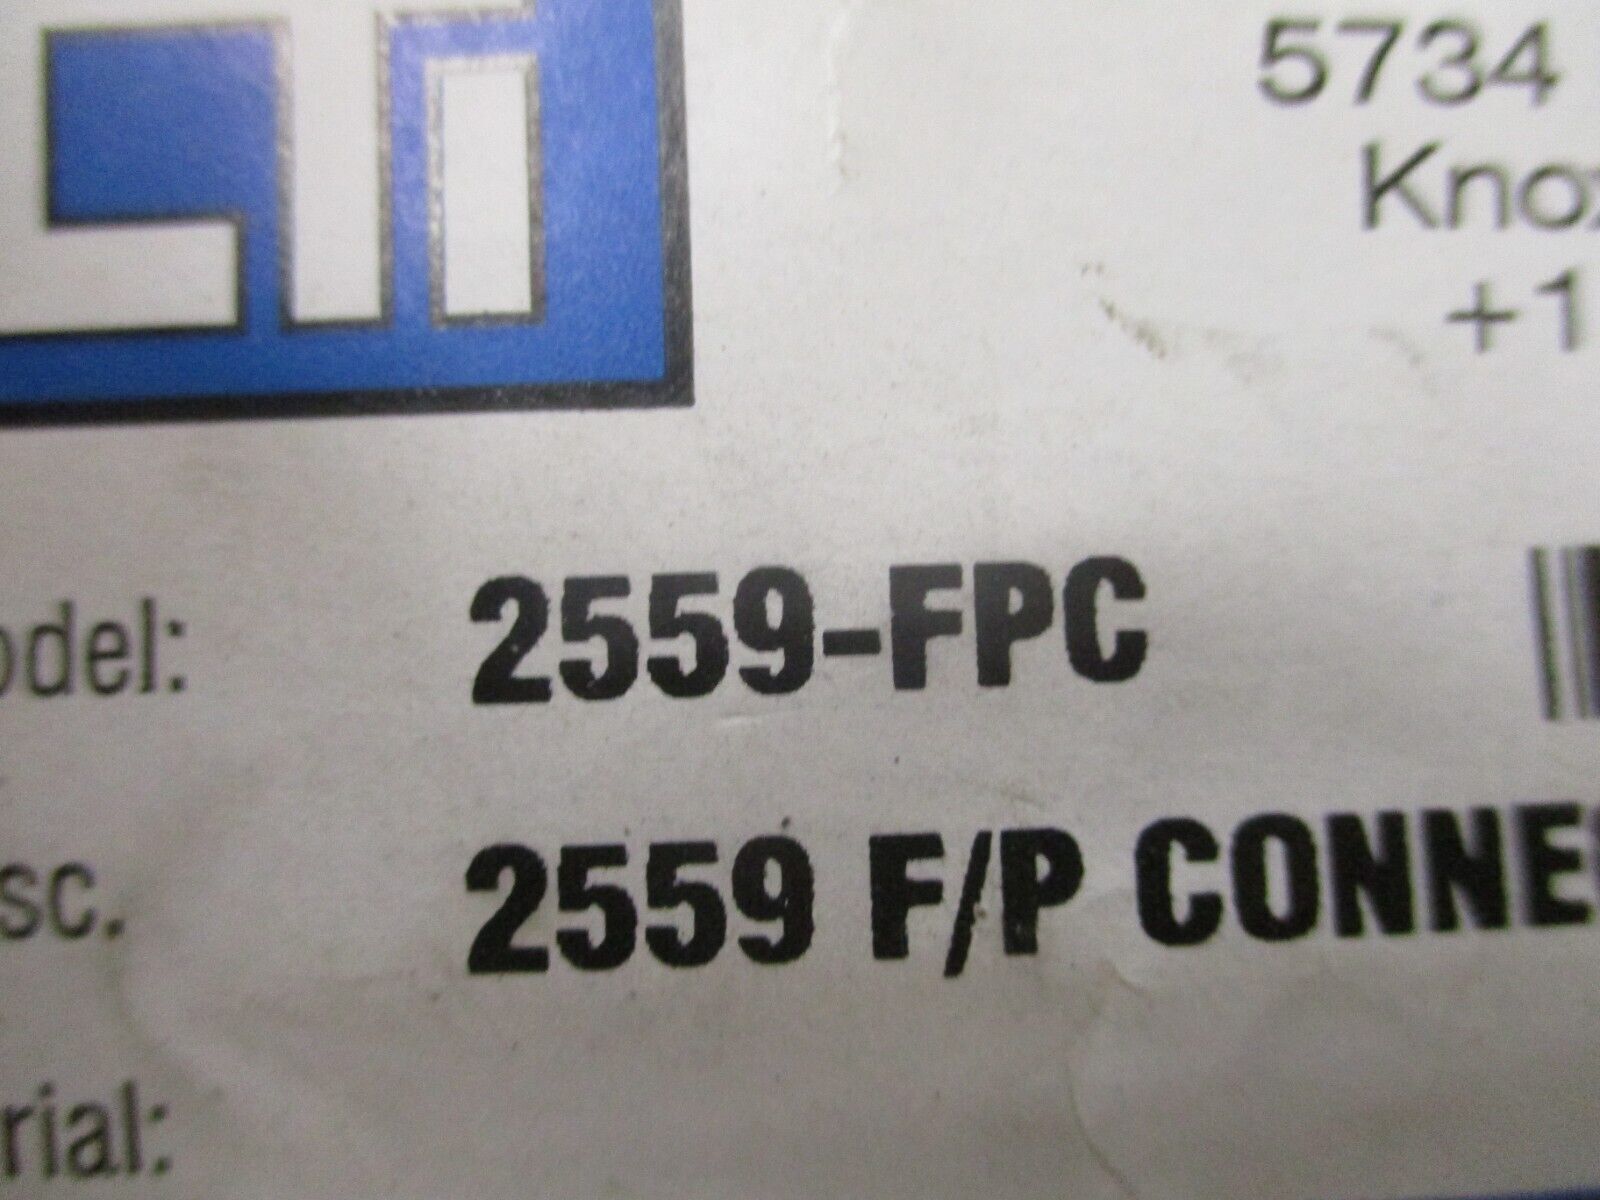 5734
Knox
+1
odel: 2559-FPC
sc. 2559 F/P CONNE
rial: